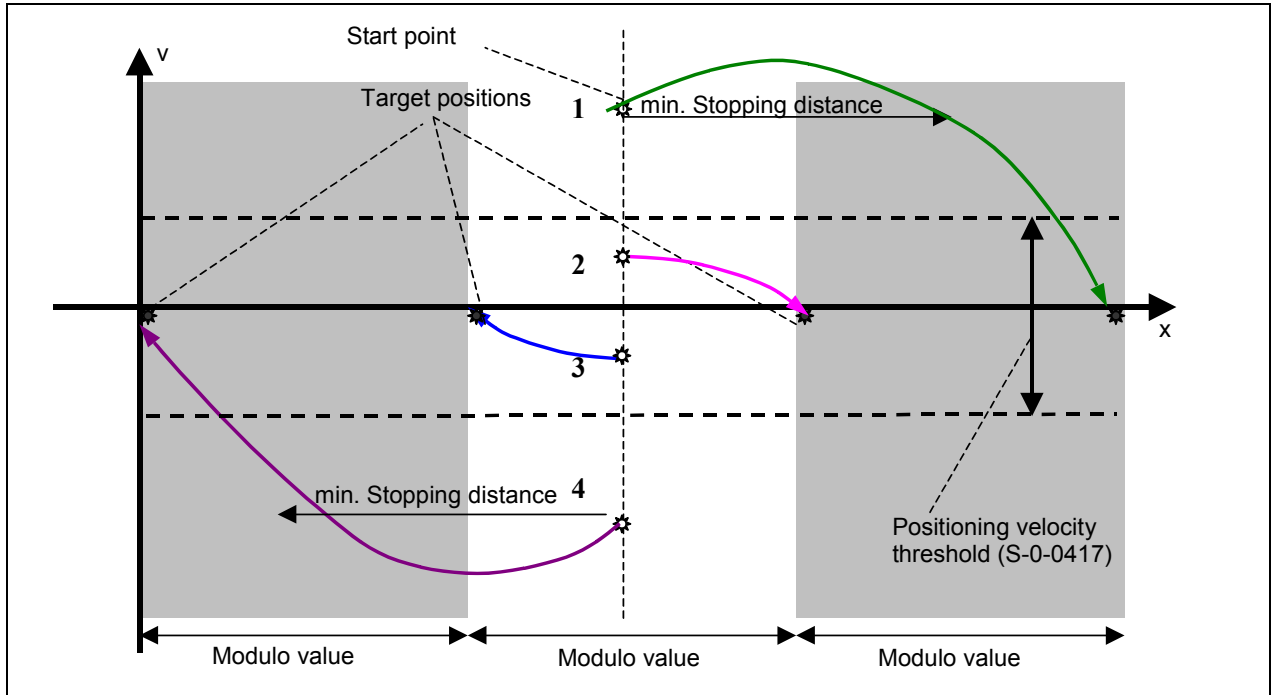 Start point
v
Target positions
1
min. Stopping distance
2
x
3
4
min. Stopping distance
Positioning velocity
threshold (S-0-0417)
Modulo value
Modulo value
Modulo value